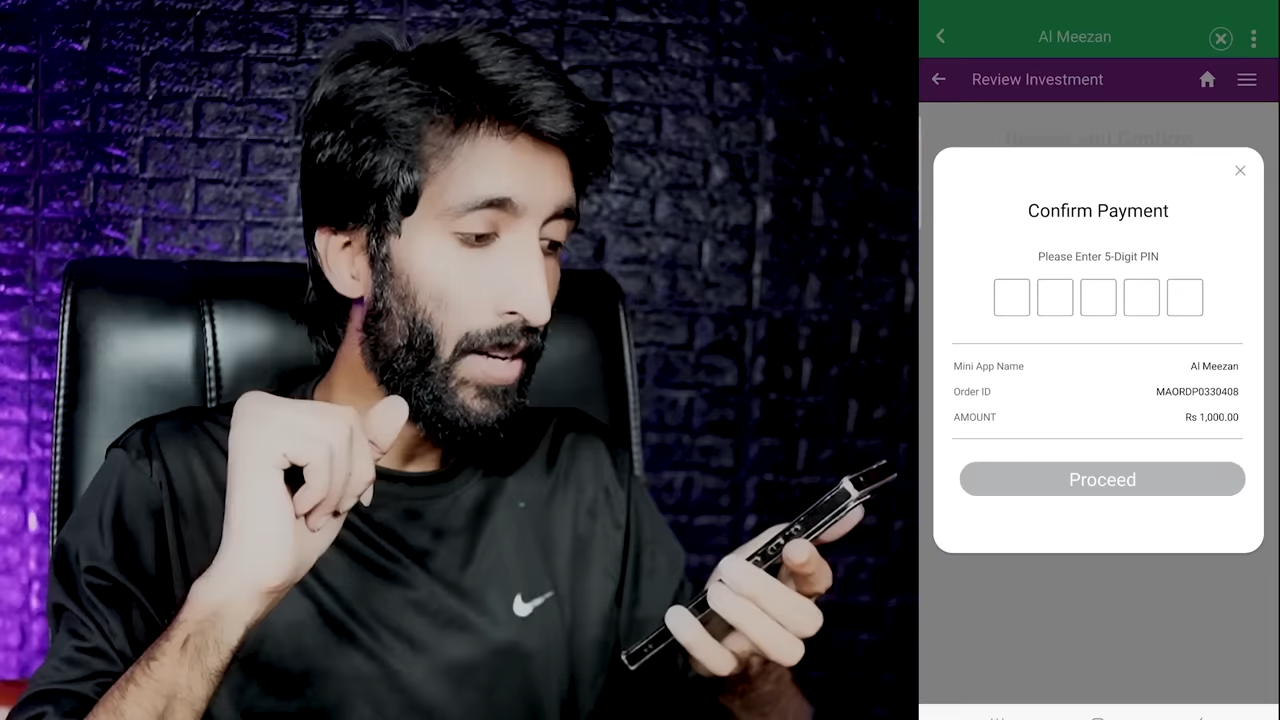 Al Meezan
Review Investment
Confirm Payment
Please Enter 5-Digit PIN
Mini App Name Al Meezan
Order ID MAORDP0330408
AMOUNT Rs 1,000.00
Proceed